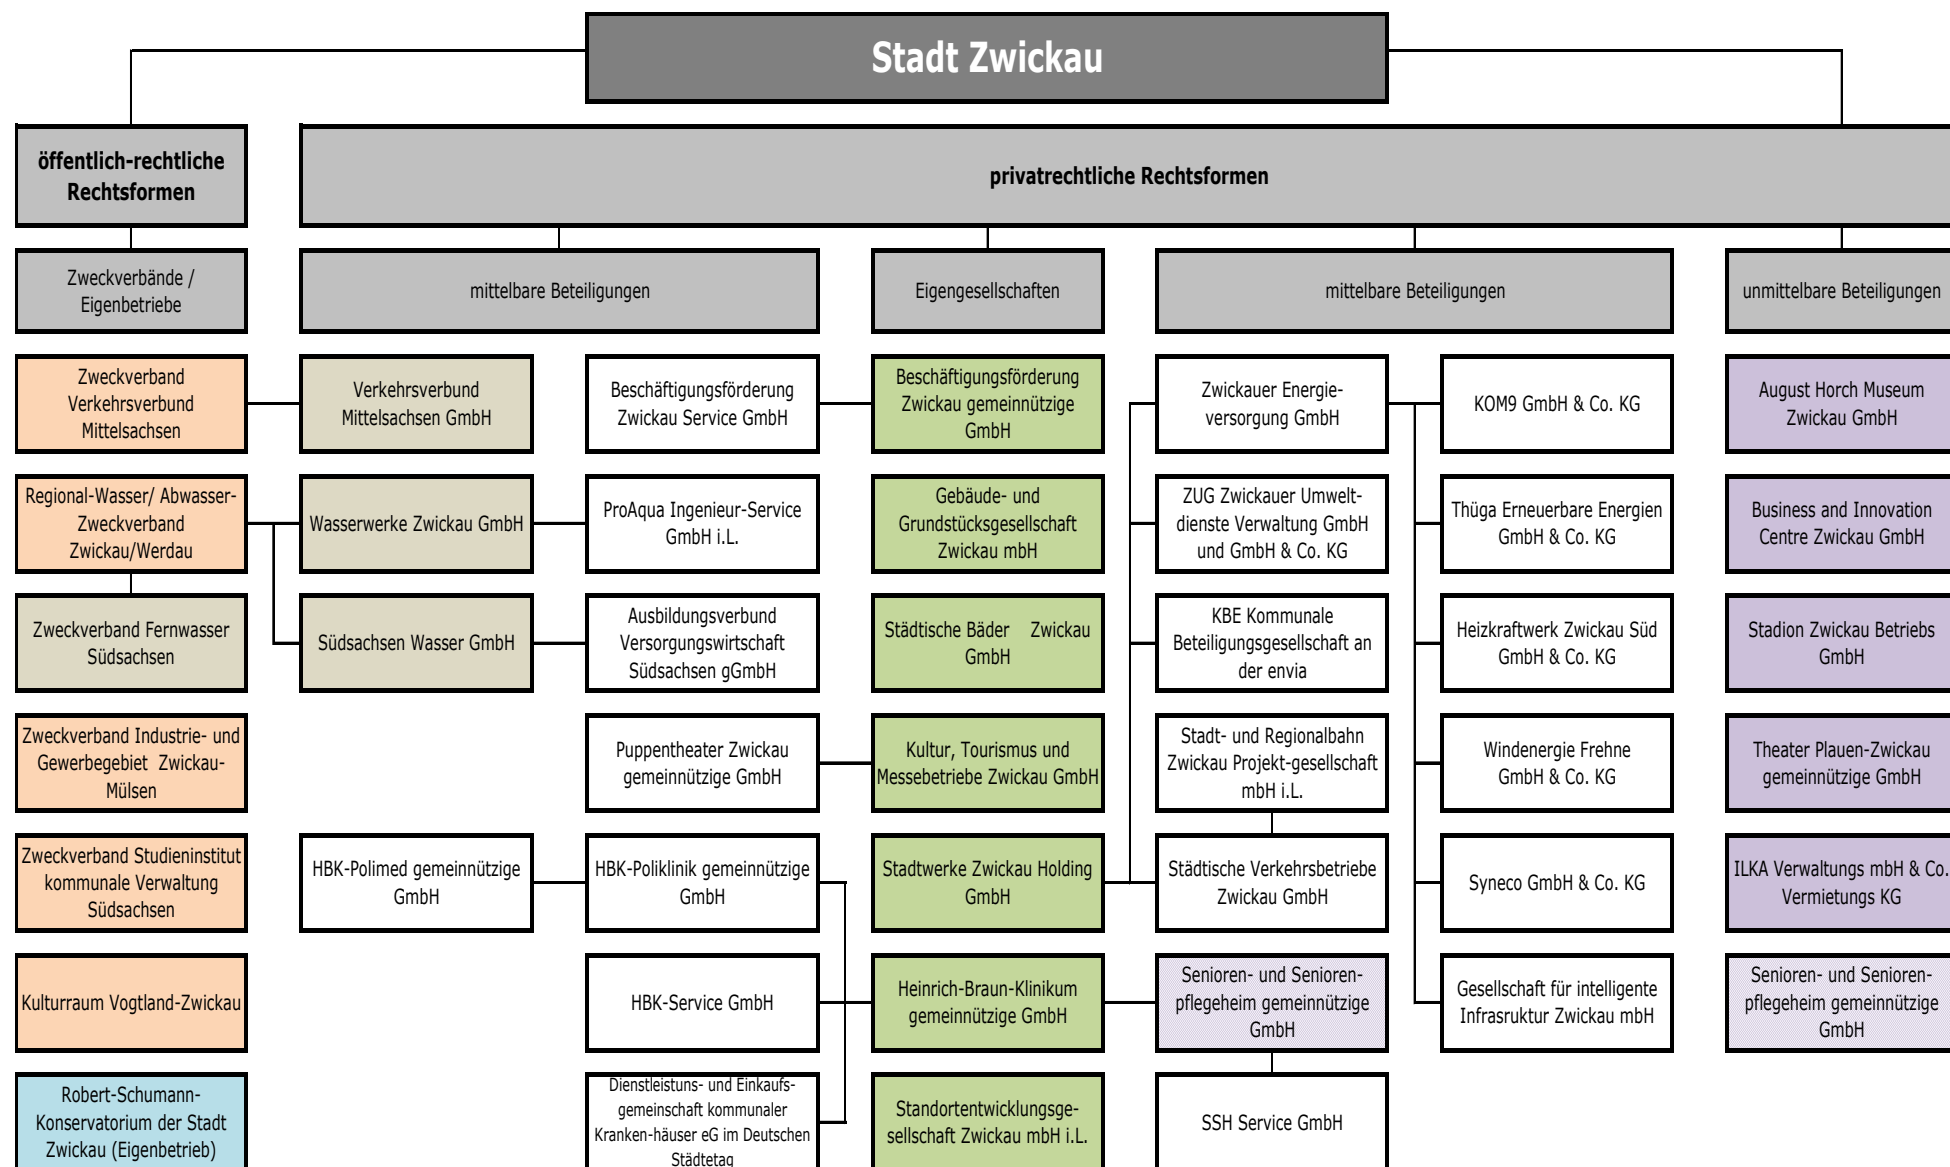 Stadt Zwickau
öffentlich-rechtliche
Rechtsformen
privatrechtliche Rechtsformen
Zweckverbände /
Eigenbetriebe
mittelbare Beteiligungen
Eigengesellschaften
mittelbare Beteiligungen
unmittelbare Beteiligungen
Zweckverband
Verkehrsverbund
Mittelsachsen
Verkehrsverbund
Mittelsachsen GmbH
Beschäftigungsförderung
Zwickau Service GmbH
Beschäftigungsförderung
Zwickau gemeinnützige
GmbH
Zwickauer Energie-
versorgung GmbH
KOM9 GmbH & Co. KG
August Horch Museum
Zwickau GmbH
Regional-Wasser/ Abwasser-
Zweckverband
Zwickau/Werdau
Wasserwerke Zwickau GmbH
ProAqua Ingenieur-Service
GmbH i.L.
Gebäude- und
Grundstücksgesellschaft
Zwickau mbH
ZUG Zwickauer Umwelt-
dienste Verwaltung GmbH
und GmbH & Co. KG
Thüga Erneuerbare Energien
GmbH & Co. KG
Business and Innovation
Centre Zwickau GmbH
Zweckverband Fernwasser
Südsachsen
Südsachsen Wasser GmbH
Ausbildungsverbund
Versorgungswirtschaft
Südsachsen gGmbH
Städtische Bäder Zwickau
GmbH
KBE Kommunale
Beteiligungsgesellschaft an
der envia
Heizkraftwerk Zwickau Süd
GmbH & Co. KG
Stadion Zwickau Betriebs
GmbH
Zweckverband Industrie- und
Gewerbegebiet Zwickau-
Mülsen
Puppentheater Zwickau
gemeinnützige GmbH
Kultur, Tourismus und
Messebetriebe Zwickau GmbH
Stadt- und Regionalbahn
Zwickau Projekt-gesellschaft
mbH i.L.
Windenergie Frehne
GmbH & Co. KG
Theater Plauen-Zwickau
gemeinnützige GmbH
Zweckverband Studieninstitut
kommunale Verwaltung
Südsachsen
HBK-Polimed gemeinnützige
GmbH
HBK-Poliklinik gemeinnützige
GmbH
Stadtwerke Zwickau Holding
GmbH
Städtische Verkehrsbetriebe
Zwickau GmbH
Syneco GmbH & Co. KG
ILKA Verwaltungs mbH & Co.
Vermietungs KG
Kulturraum Vogtland-Zwickau
HBK-Service GmbH
Heinrich-Braun-Klinikum
gemeinnützige GmbH
Senioren- und Senioren-
pflegeheim gemeinnützige
GmbH
Gesellschaft für intelligente
Infrasruktur Zwickau mbH
Senioren- und Senioren-
pflegeheim gemeinnützige
GmbH
Robert-Schumann-
Konservatorium der Stadt
Zwickau (Eigenbetrieb)
Dienstleistuns- und Einkaufs-
gemeinschaft kommunaler
Kranken-häuser eG im Deutschen
Städtetag
Standortentwicklungsge-
sellschaft Zwickau mbH i.L.
SSH Service GmbH